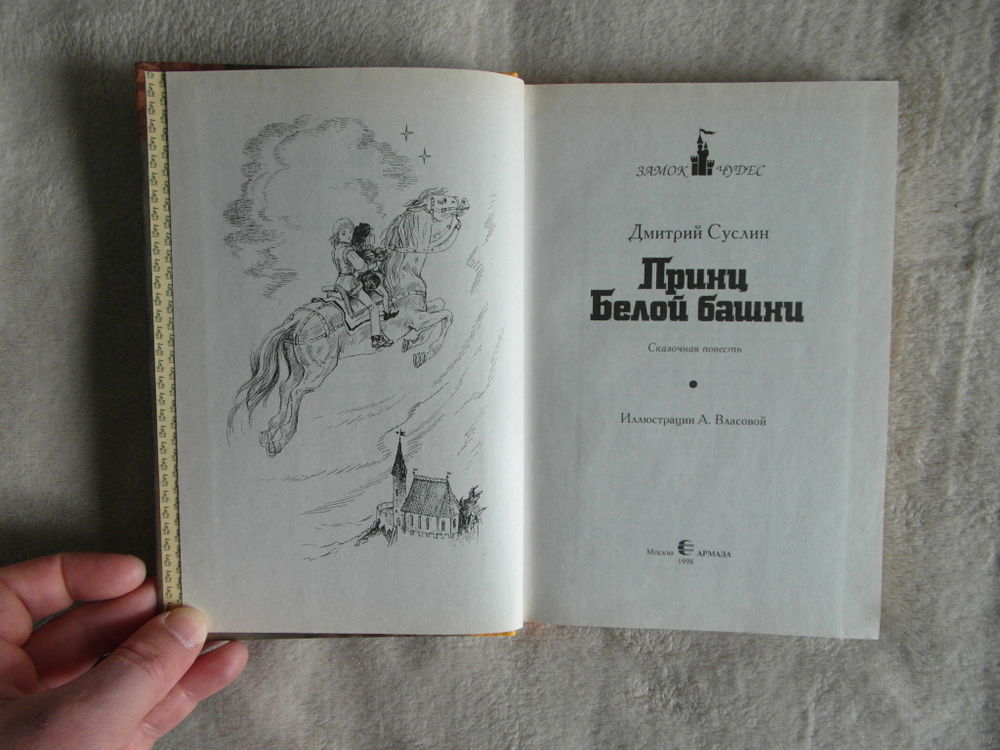 ЗАМОК ЧУДЕС
Дмитрий Суслин
Принц
Белой башни
Сказочная повесть
Иллюстрации А. Власовой
Москва АРМАДА
1998